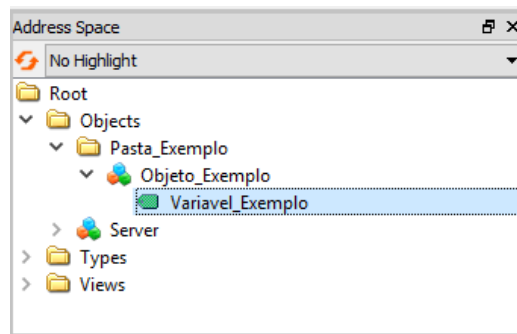 Address Space
No Highlight
Root
Objects
Pasta_Exemplo
Objeto_Exemplo
Variavel_Exemplo
Server
Types
Views